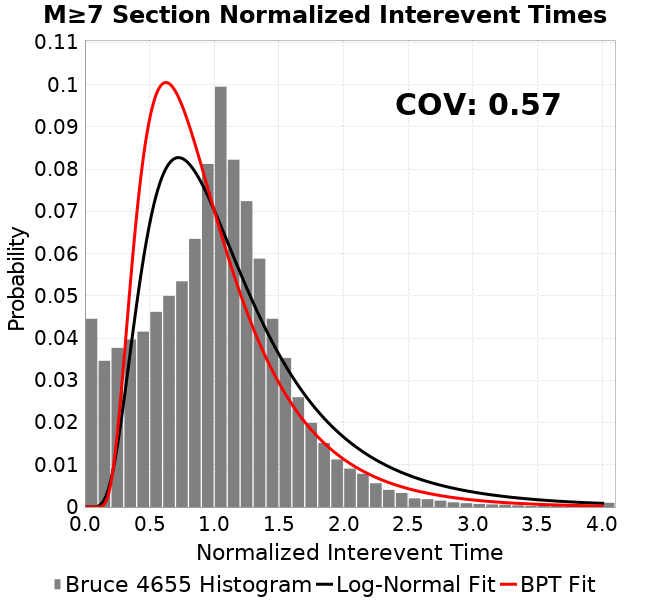 M≥7 Section Normalized Interevent Times
0.11
0.1
0.09
0.08
0.07
0.06
0.05
0.04
0.03
0.02
0.01
0
Probability
COV: 0.57
0.0 0.5 1.0 1.5 2.0 2.5 3.0 3.5 4.0
Normalized Interevent Time
Bruce 4655 Histogram Log-Normal Fit BPT Fit